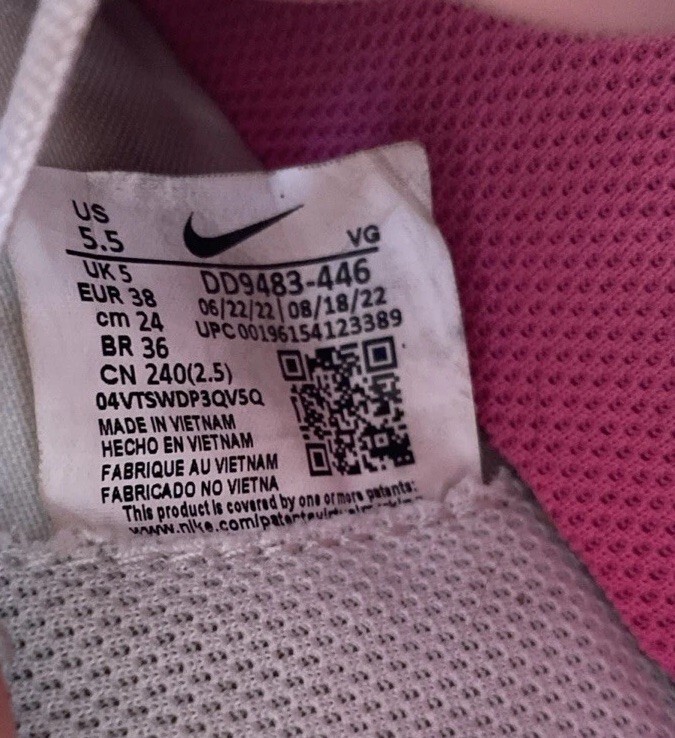 US
5.5
VG
UK 5
EUR 38
cm 24
BR 36
CN 240(2.5)
DD9483-446
06/22/22 | 08/18/22
UPC 00196154123389
04VTSWDP3QV5Q
MADE IN VIETNAM
HECHO EN VIETNAM
FABRIQUE AU VIETNAM
FABRICADO NO VIETNA
This product is covered by one or more patents: